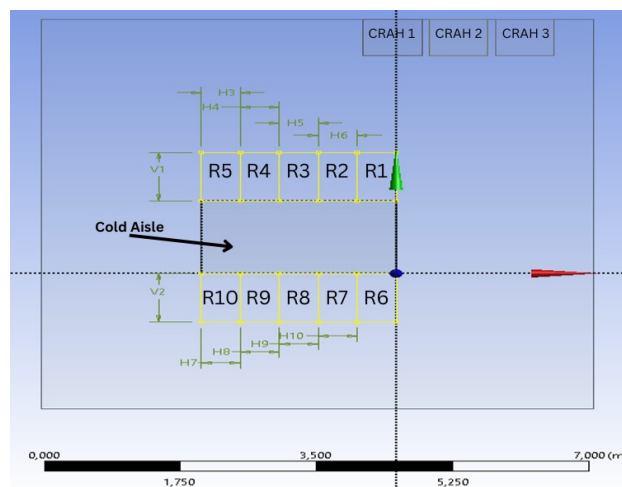 CRAH 1 CRAH 2 CRAH 3
H3
H4
H5
H6
V1
R5 R4 R3 R2 R1
Cold Aisle
V2
R10 R9 R8 R7 R6
H10
H9
H8
H7
0,000 3,500 7,000 (m
1,750 5,250